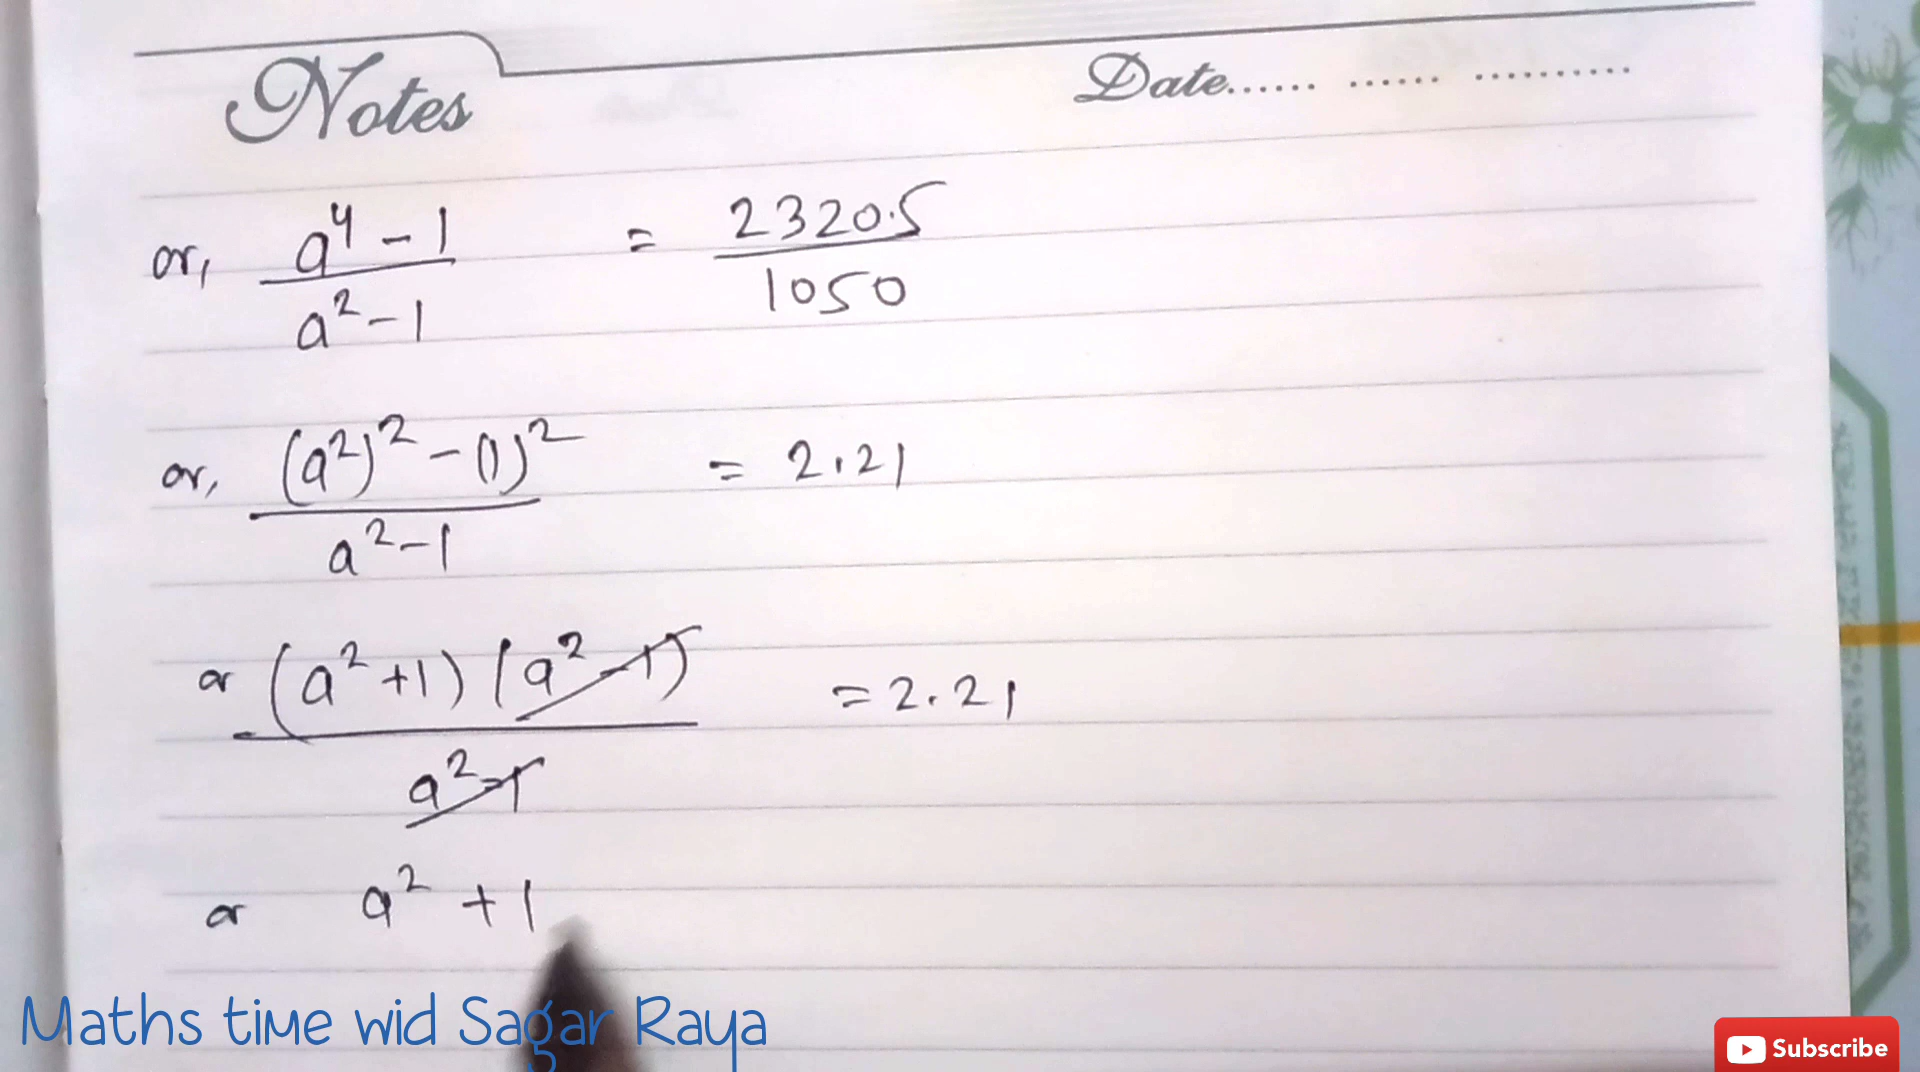 Notes
Date...... ...... ..........
or, a⁴ - 1 / a² - 1 = 2320.5 / 1050
or, (a²)² - (1)² / a² - 1 = 2.21
or (a² + 1) (a² - 1) / a² - 1 = 2.21
or a² + 1
Maths time wid Sagar Raya
Subscribe